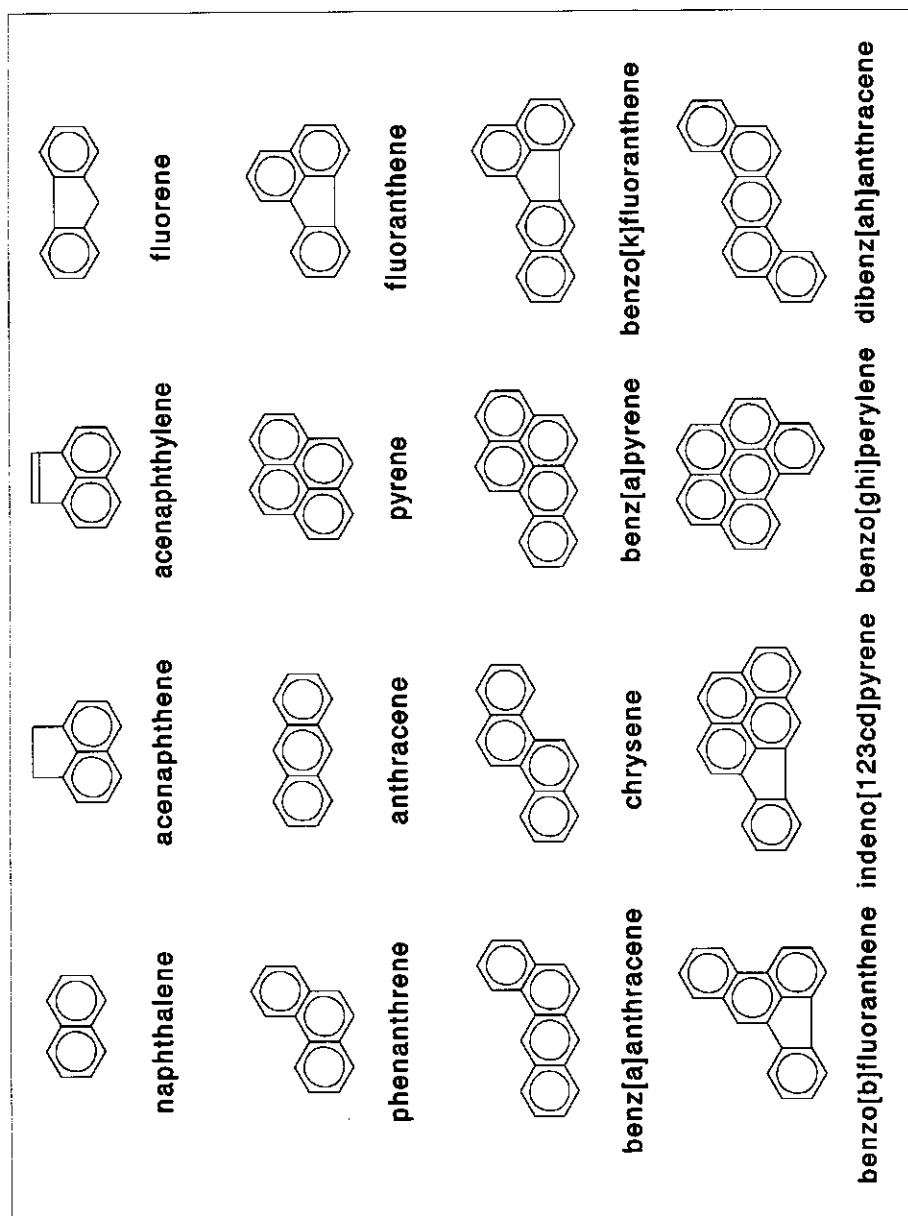 naphthalene acenaphthene acenaphthylene fluorene
phenanthrene anthracene pyrene fluoranthene
benz[a]anthracene chrysene benz[a]pyrene benzo[k]fluoranthene
benzo[b]fluoranthene indeno[123cd]pyrene benzo[ghi]perylene dibenz[ah]anthracene